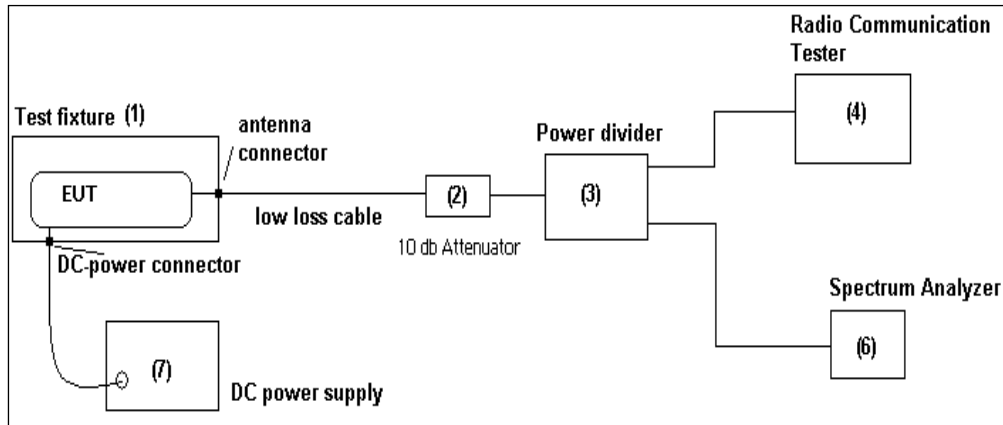 Radio Communication
Tester
(4)
Test fixture (1)
antenna
connector
Power divider
EUT
(2)
(3)
low loss cable
10 db Attenuator
DC-power connector
Spectrum Analyzer
(6)
(7)
DC power supply